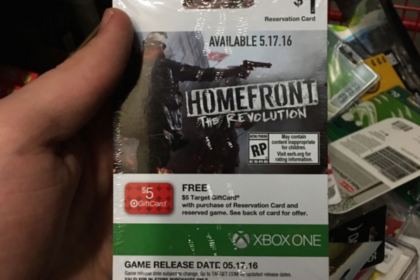 $1
Reservation Card
AVAILABLE 5.17.16
HOMEFRONT
THE REVOLUTION
RP
May contain
content inappropriate
for children.
Visit esrb.org for
rating information.
$5
GiftCard
FREE
$5 Target GiftCard®
with purchase of Reservation Card and
reserved game. See back of card for offer.
XBOX ONE
GAME RELEASE DATE: 05.17.16